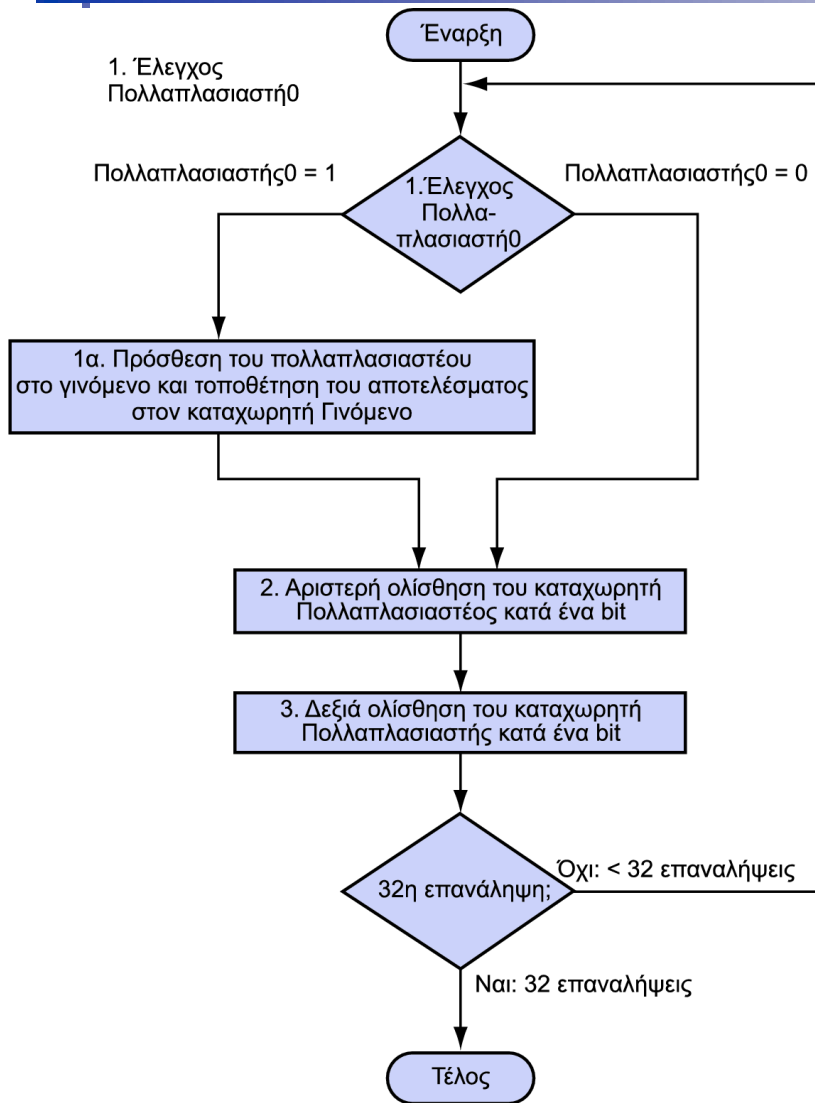 Έναρξη
1. Έλεγχος
Πολλαπλασιαστή0
Πολλαπλασιαστής0 = 1
1.Έλεγχος
Πολλα-
πλασιαστή0
Πολλαπλασιαστής0 = 0
1α. Πρόσθεση του πολλαπλασιαστέου
στο γινόμενο και τοποθέτηση του αποτελέσματος
στον καταχωρητή Γινόμενο
2. Αριστερή ολίσθηση του καταχωρητή
Πολλαπλασιαστέος κατά ένα bit
3. Δεξιά ολίσθηση του καταχωρητή
Πολλαπλασιαστής κατά ένα bit
32η επανάληψη;
Όχι: < 32 επαναλήψεις
Ναι: 32 επαναλήψεις
Τέλος